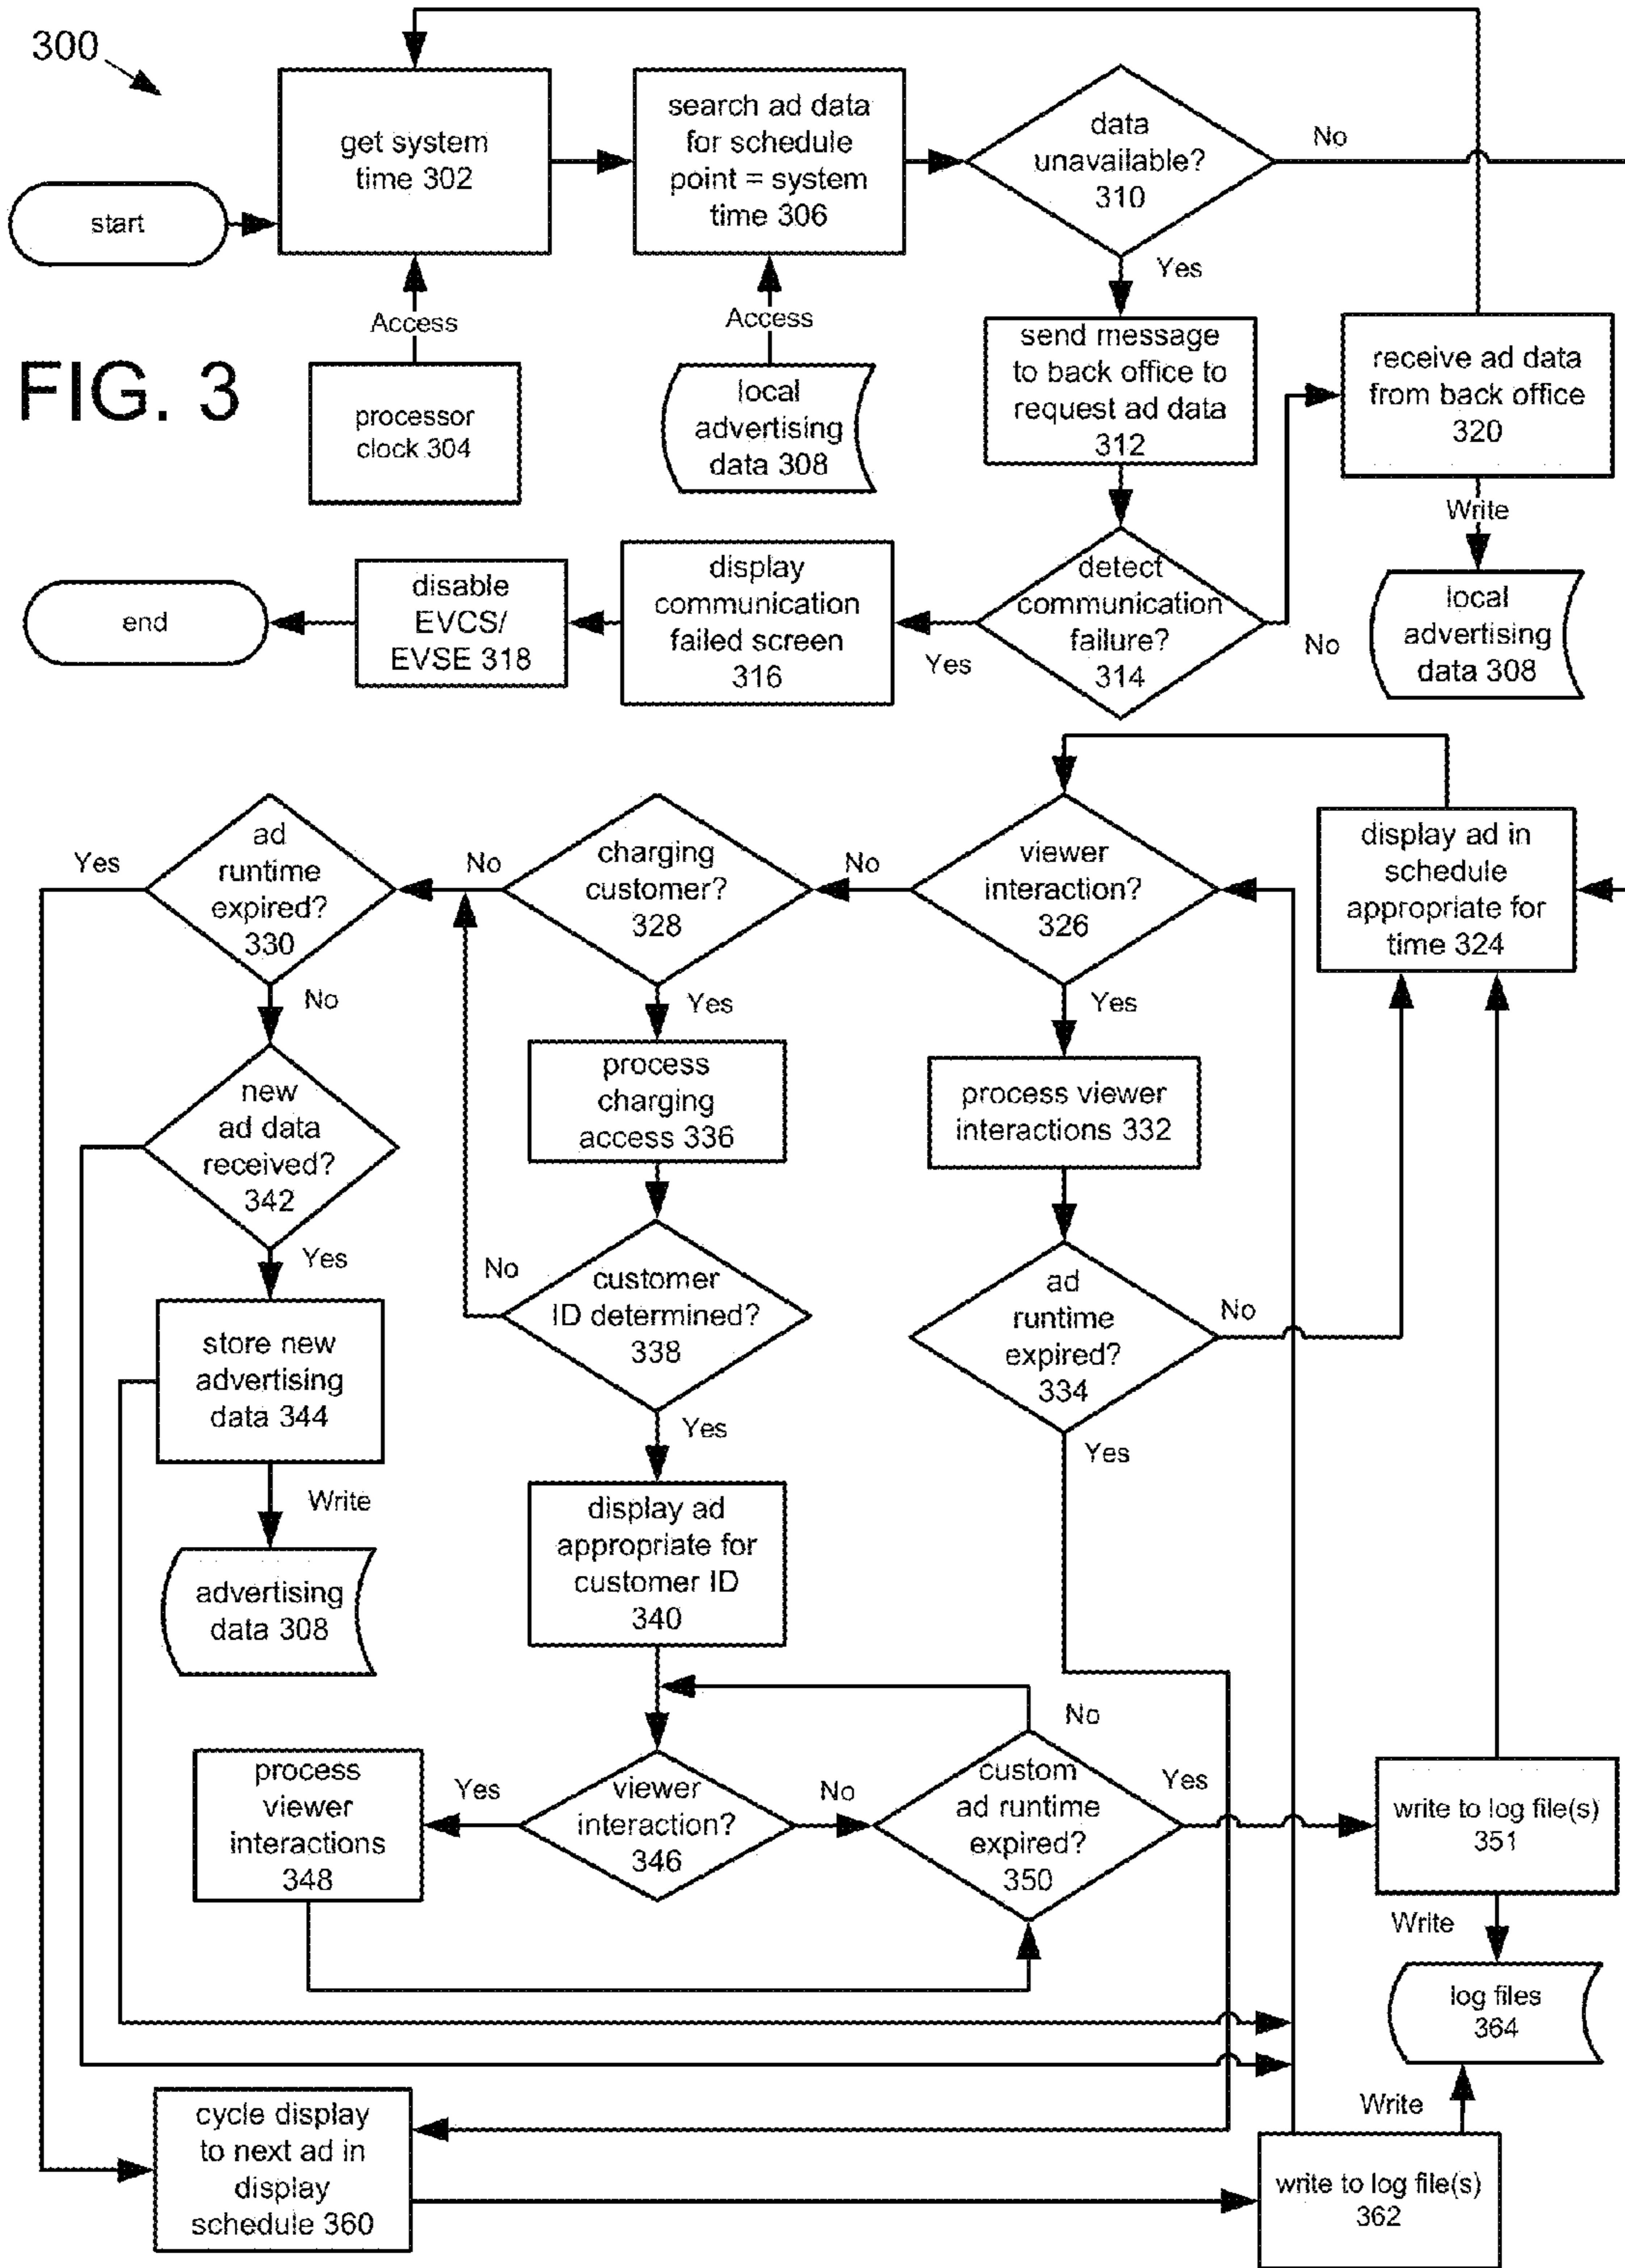 300
start
get system
time 302
search ad data
for schedule
point = system
time 306
data
unavailable?
310
No
Yes
Access
Access
FIG. 3
processor
clock 304
local
advertising
data 308
send message
to back office to
request ad data
312
receive ad data
from back office
320
Write
end
disable
EVCS/
EVSE 318
display
communication
failed screen
316
Yes
detect
communication
failure?
314
No
local
advertising
data 308
Yes
ad
runtime
expired?
330
No
charging
customer?
328
No
viewer
interaction?
326
display ad in
schedule
appropriate for
time 324
No
Yes
Yes
new
ad data
received?
342
process
charging
access 336
process viewer
interactions 332
Yes
No
customer
ID determined?
338
ad
runtime
expired?
334
No
store new
advertising
data 344
Yes
Yes
Write
display ad
appropriate for
customer ID
340
advertising
data 308
No
process
viewer
interactions
348
Yes
viewer
interaction?
346
No
custom
ad runtime
expired?
350
Yes
write to log file(s)
351
Write
log files
364
Write
cycle display
to next ad in
display
schedule 360
write to log file(s)
362